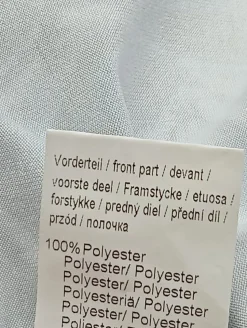 Vorderteil / front part / devant /
voorste deel / Framstycke / etuosa /
forstykke / predný diel / přední díl /
przód / полочка
100% Polyester
Polyester/ Polyester
Polyester/ Polyester
Polyesteriä/ Polyester
Polyester/ Polyester